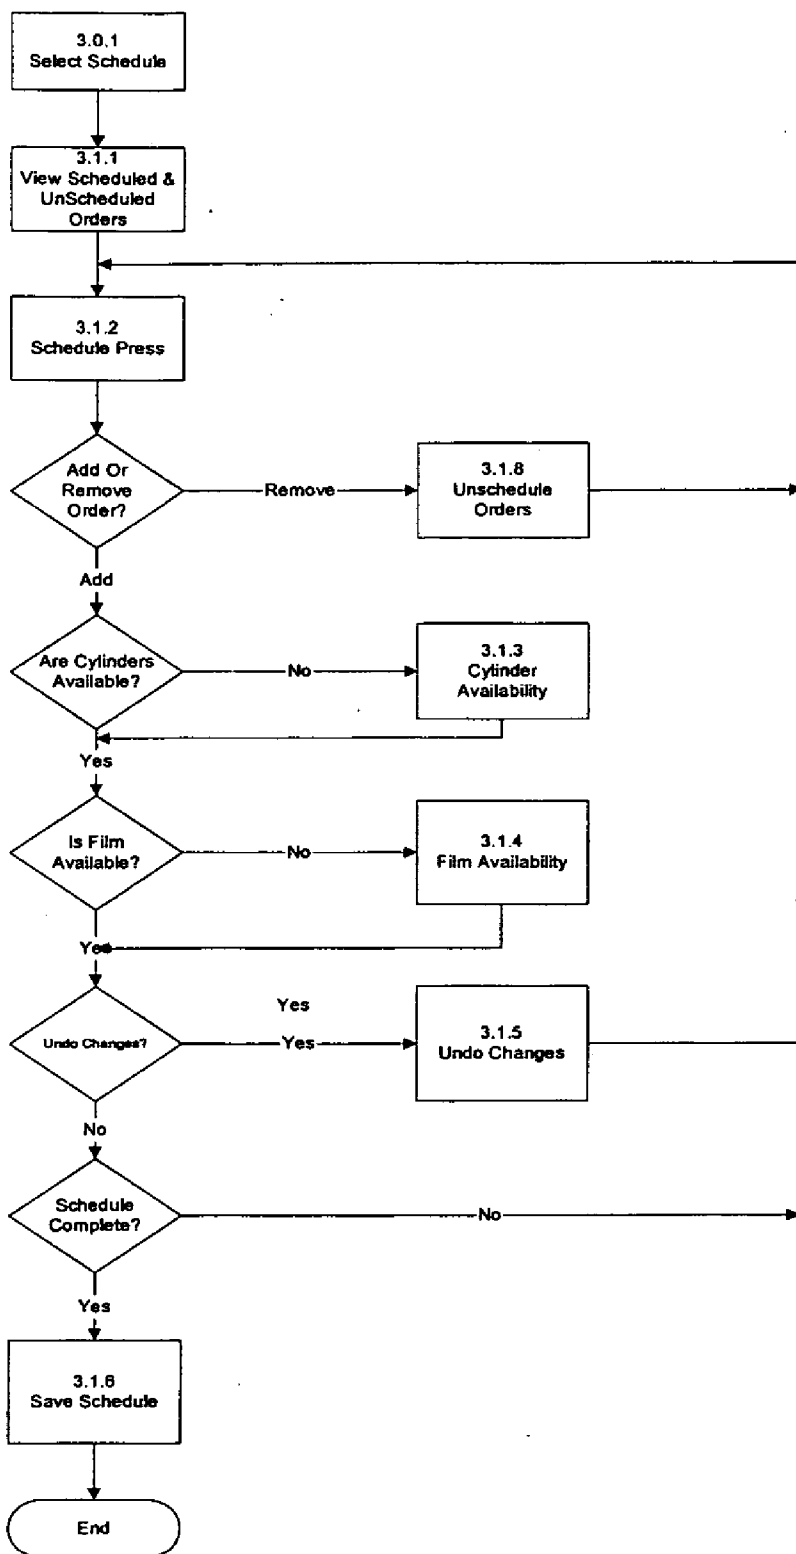 3.0.1
Select Schedule
3.1.1
View Scheduled &
UnScheduled
Orders
3.1.2
Schedule Press
Add Or
Remove
Order?
Remove
3.1.8
Unschedule
Orders
Add
Are Cylinders
Available?
No
3.1.3
Cylinder
Availability
Yes
Is Film
Available?
No
3.1.4
Film Availability
Yes
Yes
Undo Changes?
Yes
3.1.5
Undo Changes
No
Schedule
Complete?
No
Yes
3.1.6
Save Schedule
End